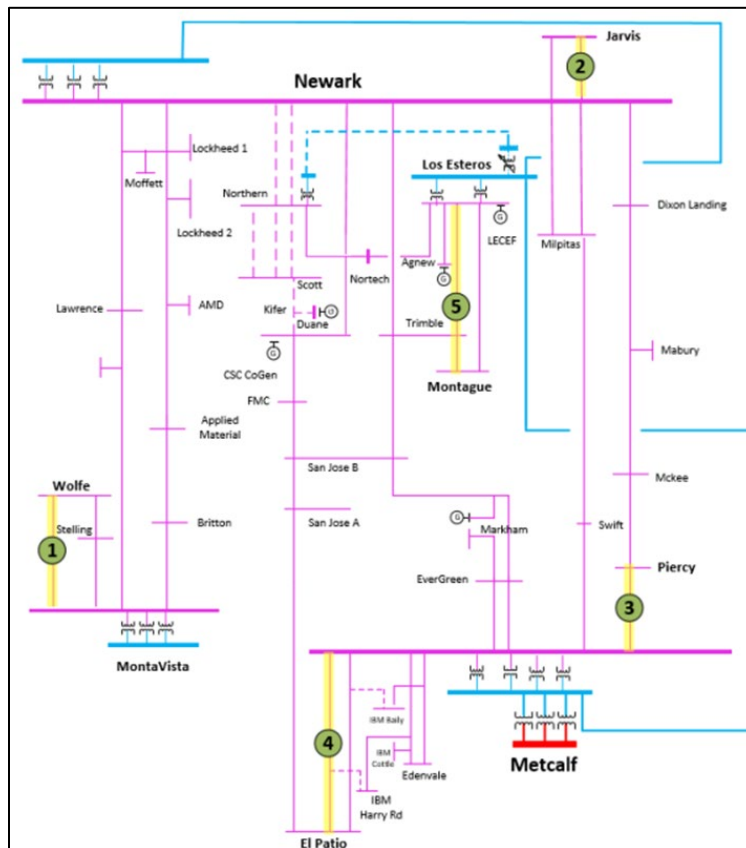 Jarvis
2
Newark
Lockheed 1
Moffett
Los Esteros
Northern
Dixon Landing
Lockheed 2
LECEF
G
Milpitas
Agnew
Nortech
G
Scott
Lawrence
AMD
Kifer
G
Duane
5
Trimble
G
Mabury
CSC CoGen
Montague
FMC
Applied
Material
San Jose B
Wolfe
Mckee
San Jose A
G
Markham
Swift
Stelling
Britton
1
Piercy
EverGreen
3
MontaVista
IBM Baily
4
IBM
Cottle
Metcalf
Edenvale
IBM
Harry Rd
El Patio